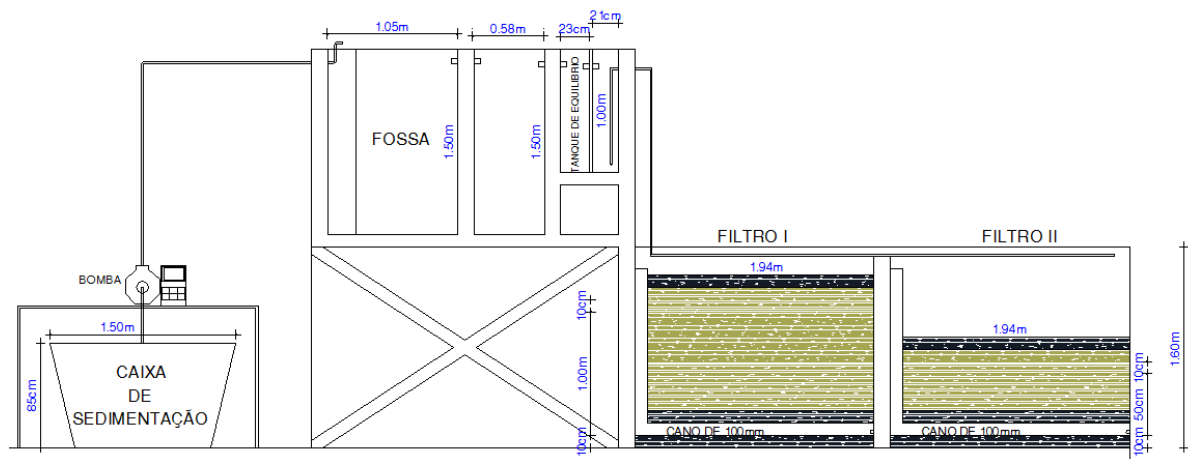 1.05m
0.58m
23cm
21cm
FOSSA
1.50m
1.50m
TANQUE DE EQUILIBRIO
1.00m
FILTRO I
FILTRO II
BOMBA
1.50m
CAIXA
DE
SEDIMENTAÇÃO
85cm
1.94m
10cm
1.00m
10cm
CANO DE 100mm
1.94m
10cm
50cm
10cm
CANO DE 100mm
1.60m